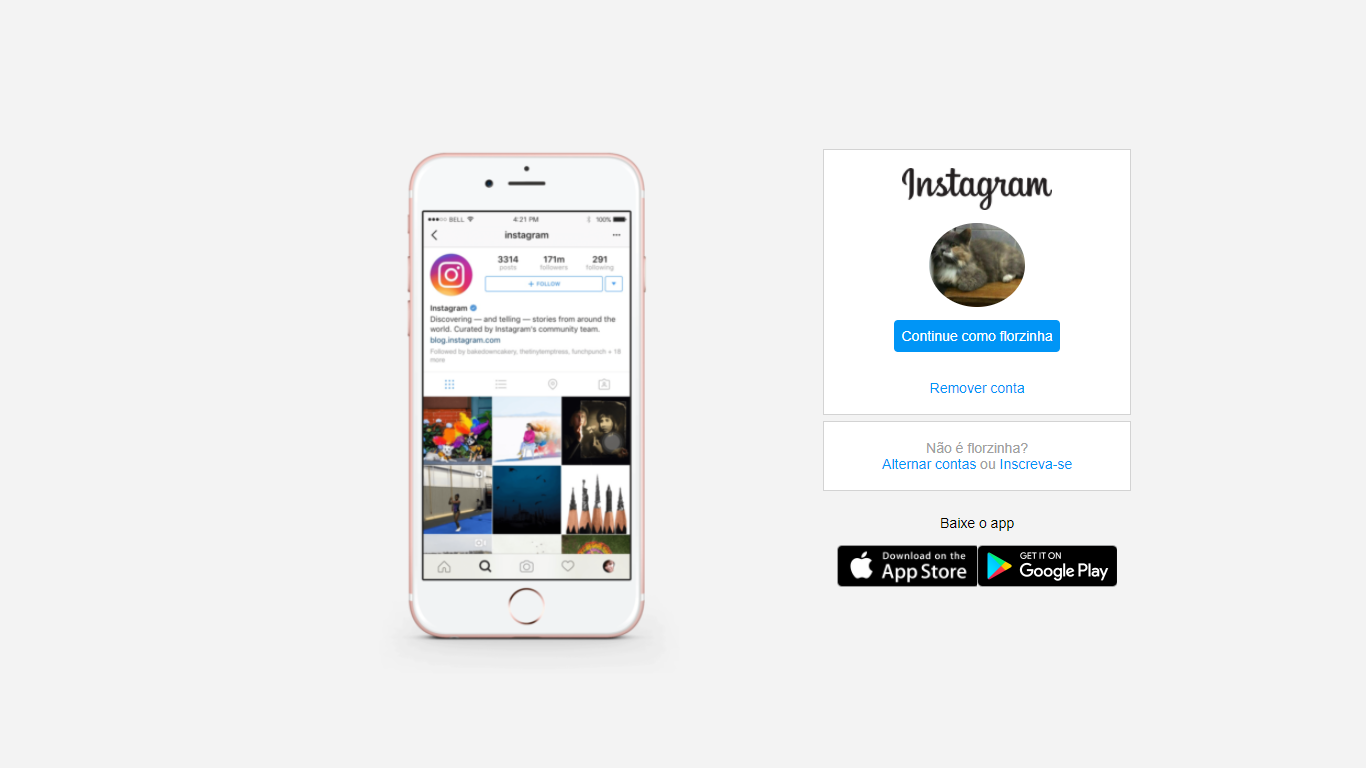 BELL
4:21 PM
100%
instagram
3314
171m
291
posts
followers
following
+ FOLLOW
Instagram
Discovering — and telling — stories from around the
world. Curated by Instagram's community team.
blog.instagram.com
Followed by bakedowncakery, thetinytemptress, lunchpunch + 18
more
Instagram
Continue como florzinha
Remover conta
Não é florzinha?
Alternar contas ou Inscreva-se
Baixe o app
Download on the
App Store
GET IT ON
Google Play